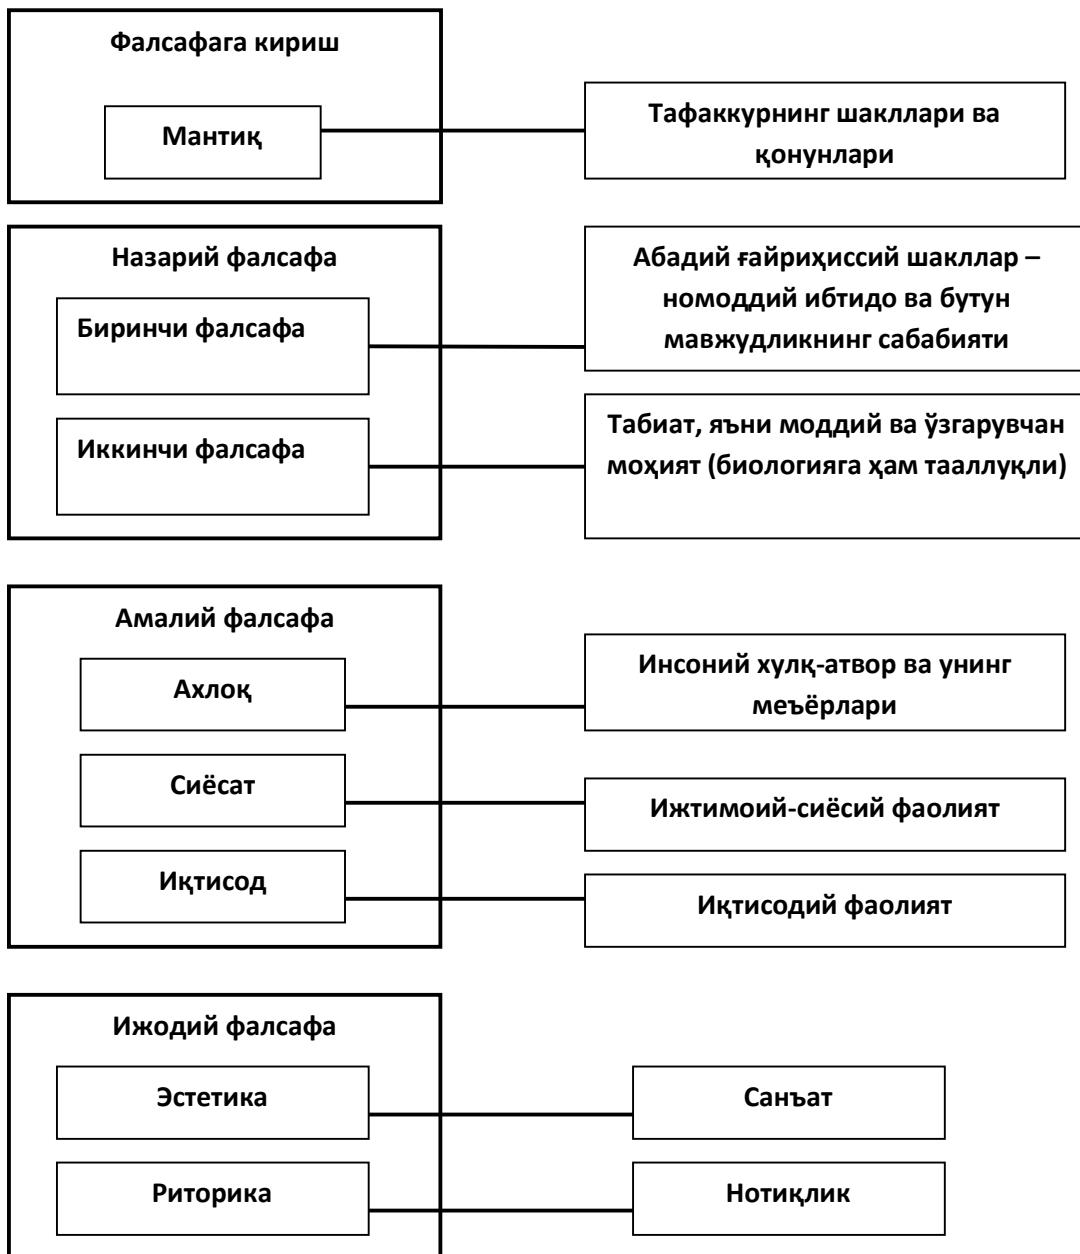 Фалсафага кириш
Мантиқ
Тафаккурнинг шакллари ва
қонунлари
Назарий фалсафа
Биринчи фалсафа
Абадий ғайриҳиссий шакллар –
номоддий ибтидо ва бутун
мавжудликнинг сабабияти
Иккинчи фалсафа
Табиат, яъни моддий ва ўзгарувчан
моҳият (биологияга ҳам тааллуқли)
Амалий фалсафа
Ахлоқ
Инсоний хулқ-атвор ва унинг
меъёрлари
Сиёсат
Ижтимоий-сиёсий фаолият
Иқтисод
Иқтисодий фаолият
Ижодий фалсафа
Эстетика
Санъат
Риторика
Нотиқлик